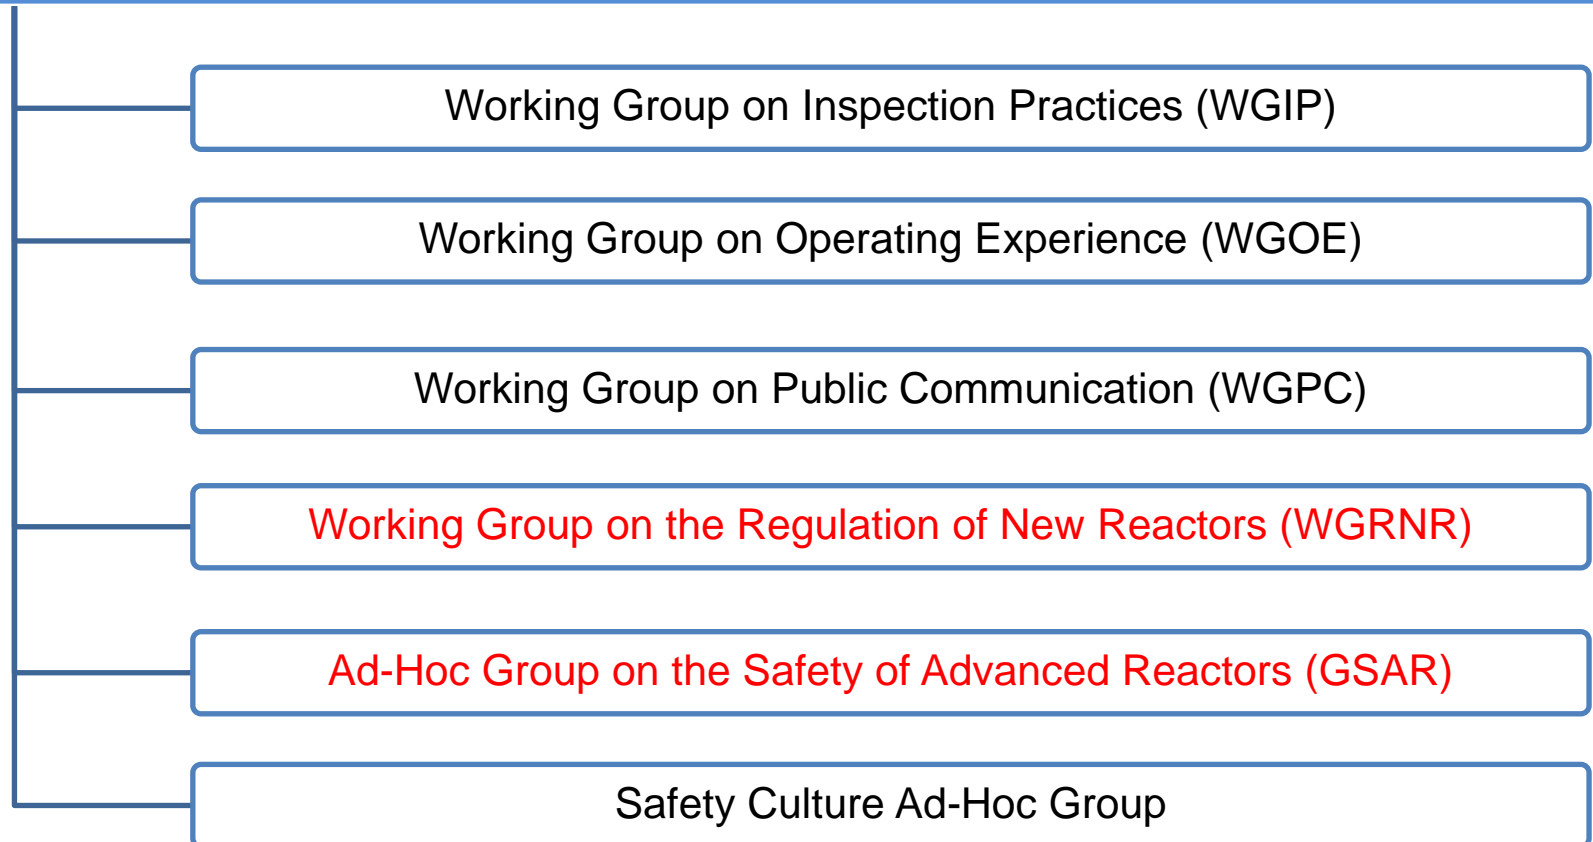 Working Group on Inspection Practices (WGIP)
Working Group on Operating Experience (WGOE)
Working Group on Public Communication (WGPC)
Working Group on the Regulation of New Reactors (WGRNR)
Ad-Hoc Group on the Safety of Advanced Reactors (GSAR)
Safety Culture Ad-Hoc Group